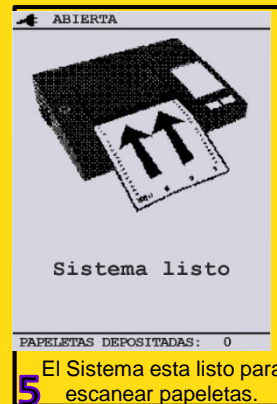 ABIERTA
Sistema listo
PAPELETAS DEPOSITADAS: 0
5 El Sistema esta listo para
escanear papeletas.